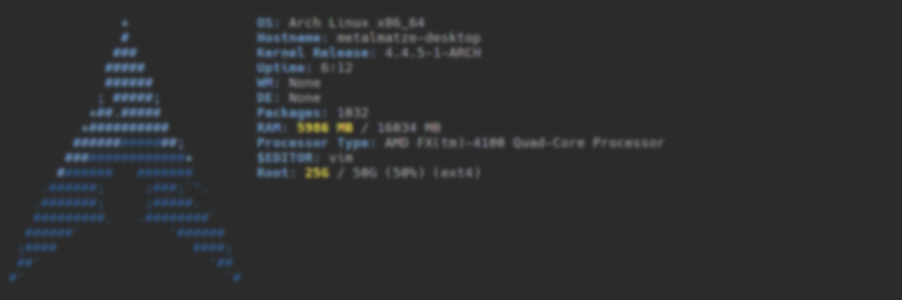 OS: Arch Linux x86_64
Hostname: metalmatze-desktop
Kernel Release: 4.4.5-1-ARCH
Uptime: 6:12
WM: None
DE: None
Packages: 1032
RAM: 5986 MB / 16034 MB
Processor Type: AMD FX(tm)-4100 Quad-Core Processor
$EDITOR: vim
Root: 25G / 50G (50%) (ext4)